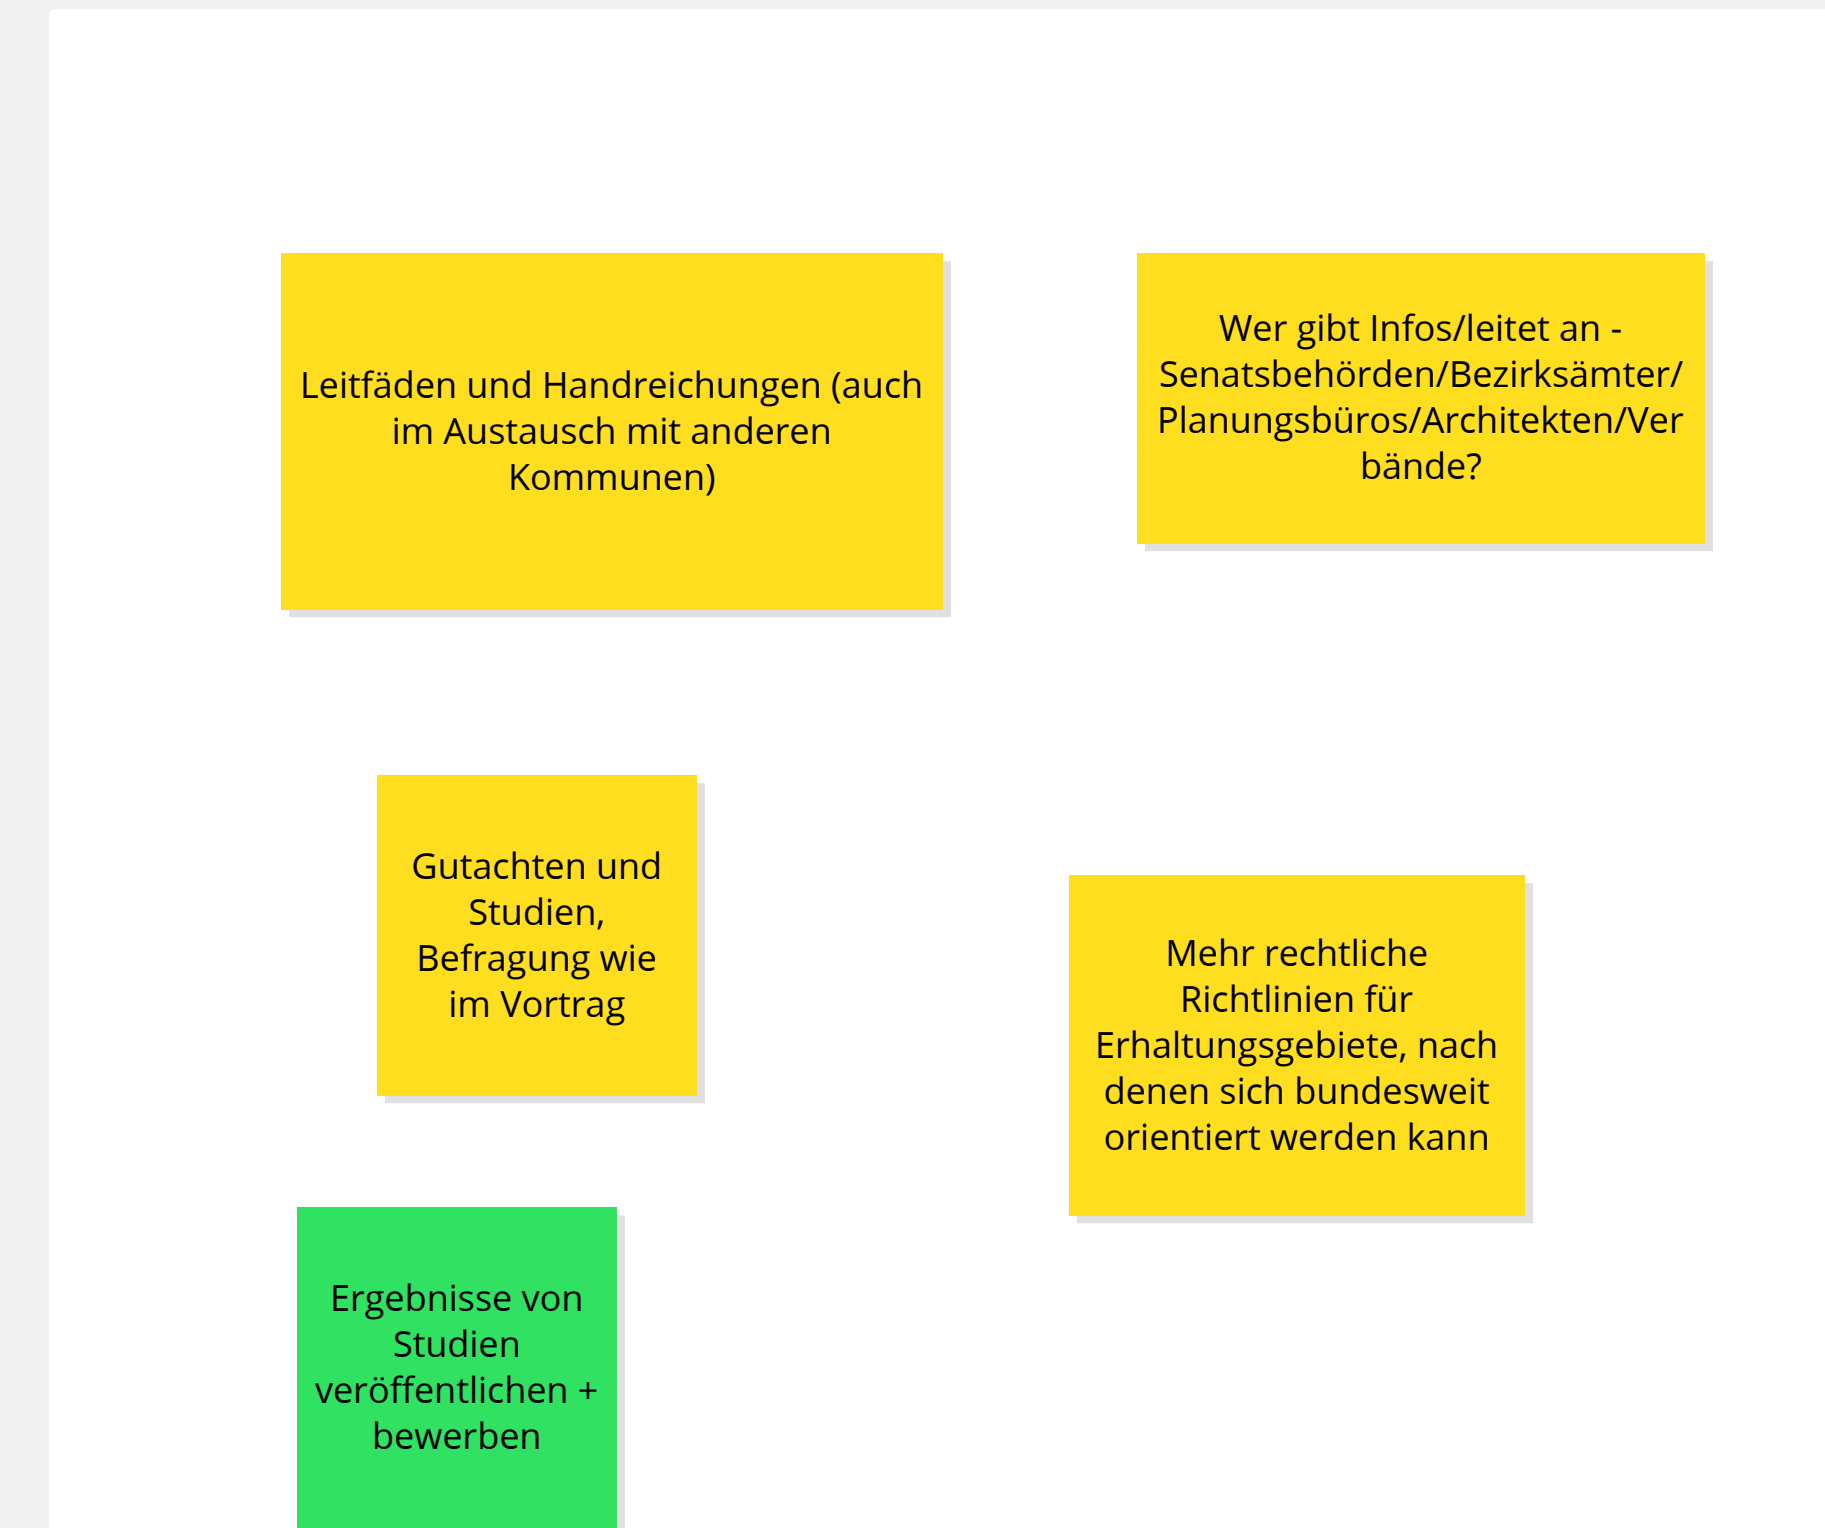 Leitfäden und Handreichungen (auch
im Austausch mit anderen
Kommunen)
Wer gibt Infos/leitet an -
Senatsbehörden/Bezirksämter/
Planungsbüros/Architekten/Ver
bände?
Gutachten und
Studien,
Befragung wie
im Vortrag
Mehr rechtliche
Richtlinien für
Erhaltungsgebiete, nach
denen sich bundesweit
orientiert werden kann
Ergebnisse von
Studien
veröffentlichen +
bewerben